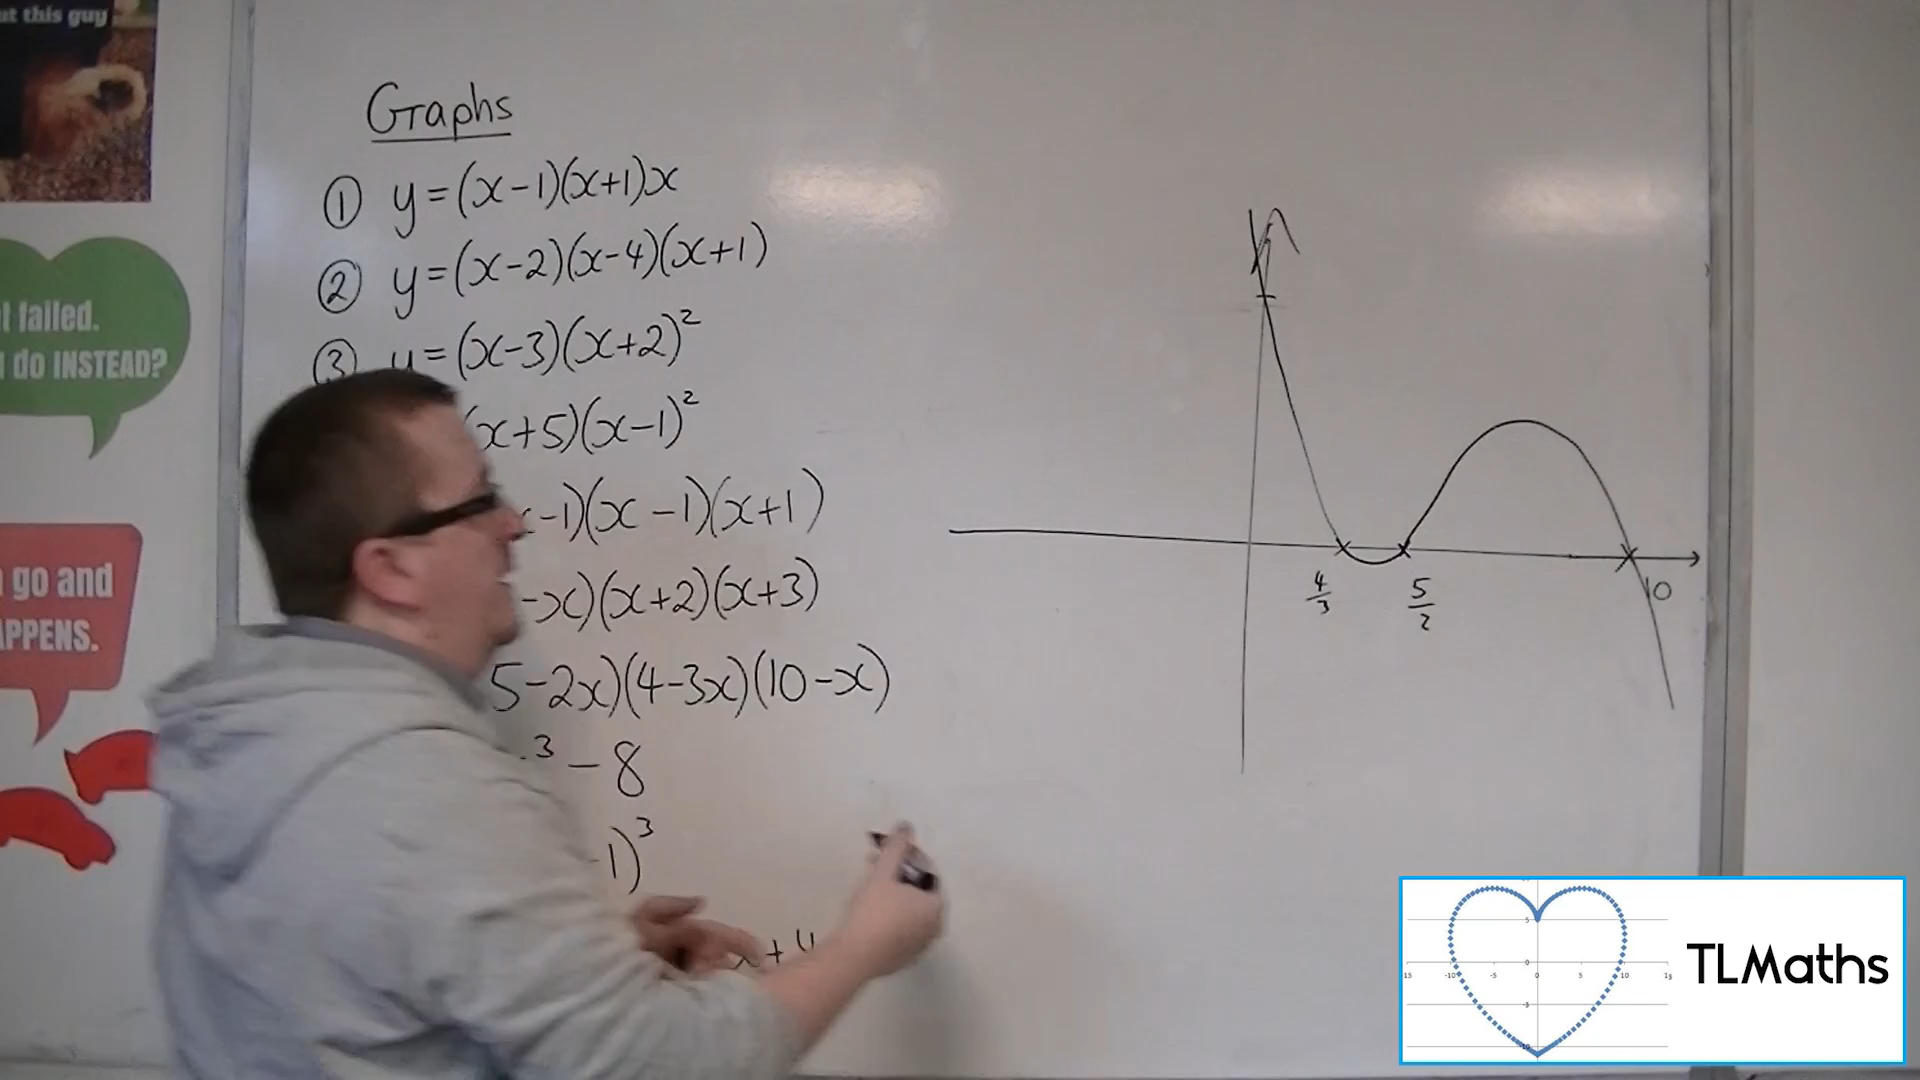 ut this guy
t failed.
I do INSTEAD?
go and
APPENS.
Graphs
① y=(x-1)(x+1)x
② y=(x-2)(x-4)(x+1)
③ y=(x-3)(x+2)²
(x+5)(x-1)²
-1)(x-1)(x+1)
-x)(x+2)(x+3)
5-2x)(4-3x)(10-x)
³-8
-1)³
x+4
4/3
5/2
10
TLMaths